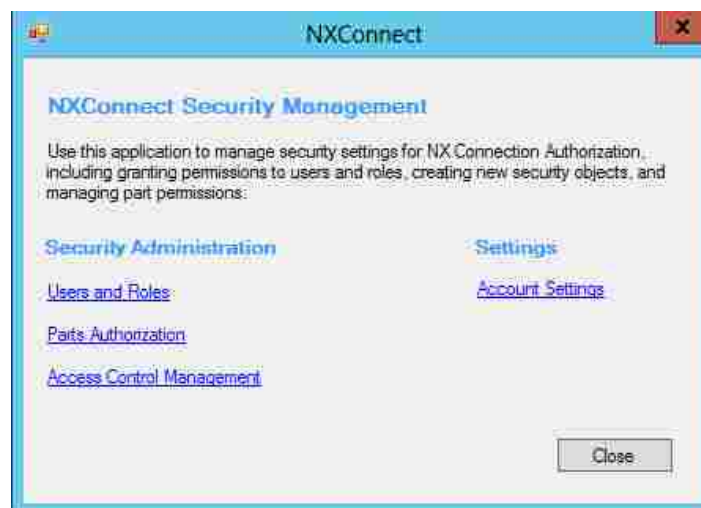 NXConnect
NXConnect Security Management
Use this application to manage security settings for NX Connection Authorization,
including granting permissions to users and roles, creating new security objects, and
managing part permissions.
Security Administration
Settings
Users and Roles
Account Settings
Parts Authorization
Access Control Management
Close